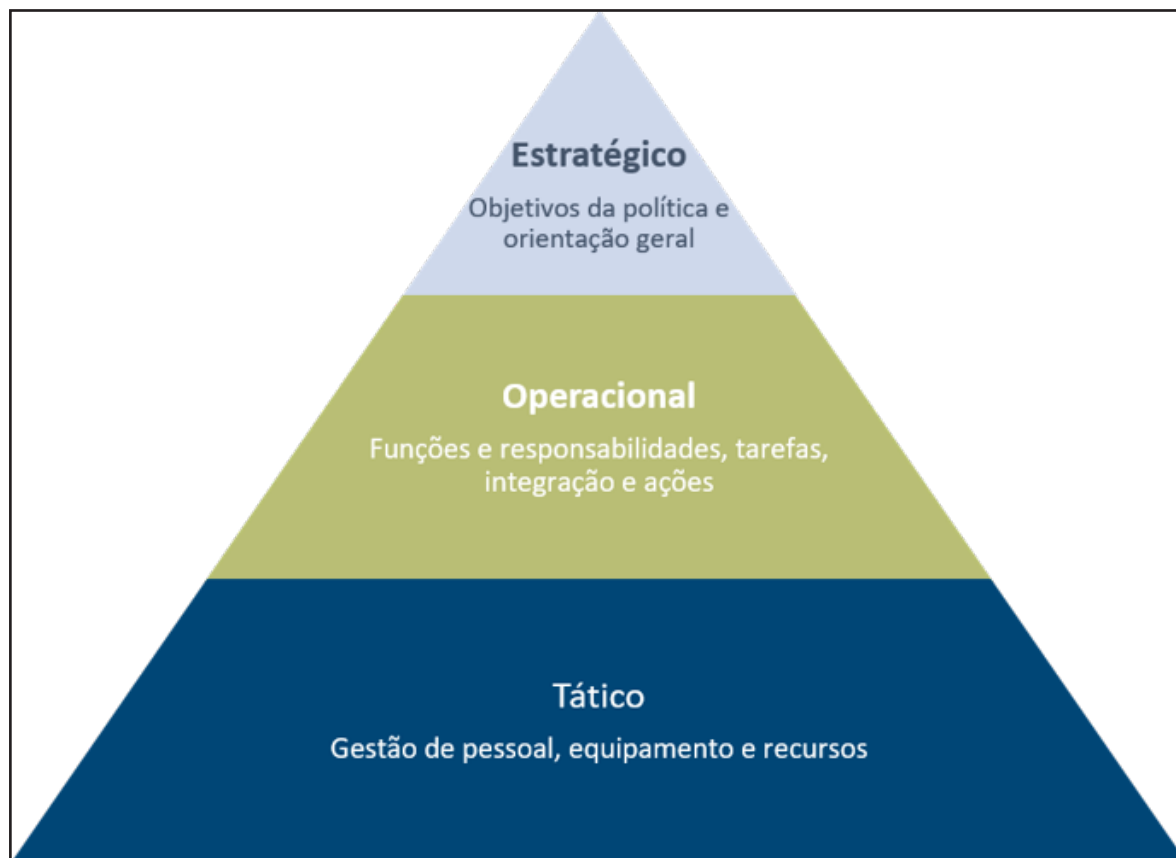 Estratégico
Objetivos da política e
orientação geral
Operacional
Funções e responsabilidades, tarefas,
integração e ações
Tático
Gestão de pessoal, equipamento e recursos